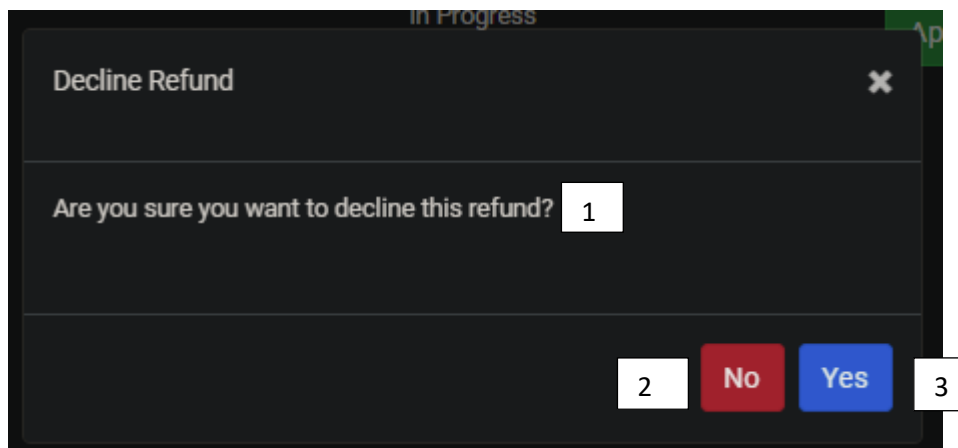 In Progress
Ap
Decline Refund
Are you sure you want to decline this refund? 1
2 No Yes 3